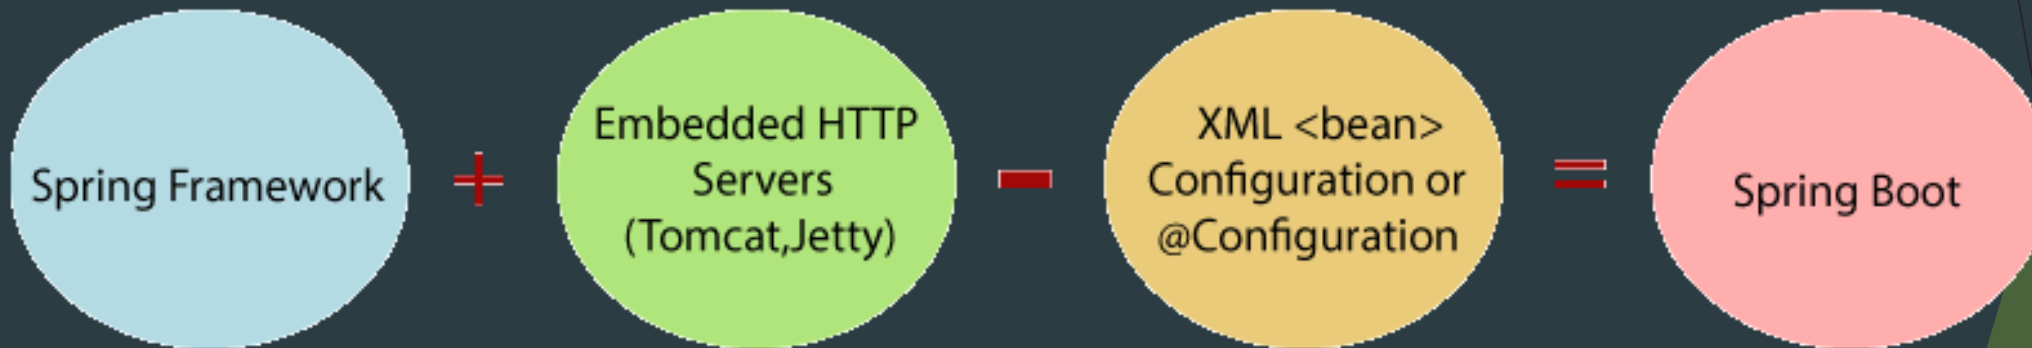 Spring Framework
+
Embedded HTTP
Servers
(Tomcat,Jetty)
-
XML <bean>
Configuration or
@Configuration
=
Spring Boot